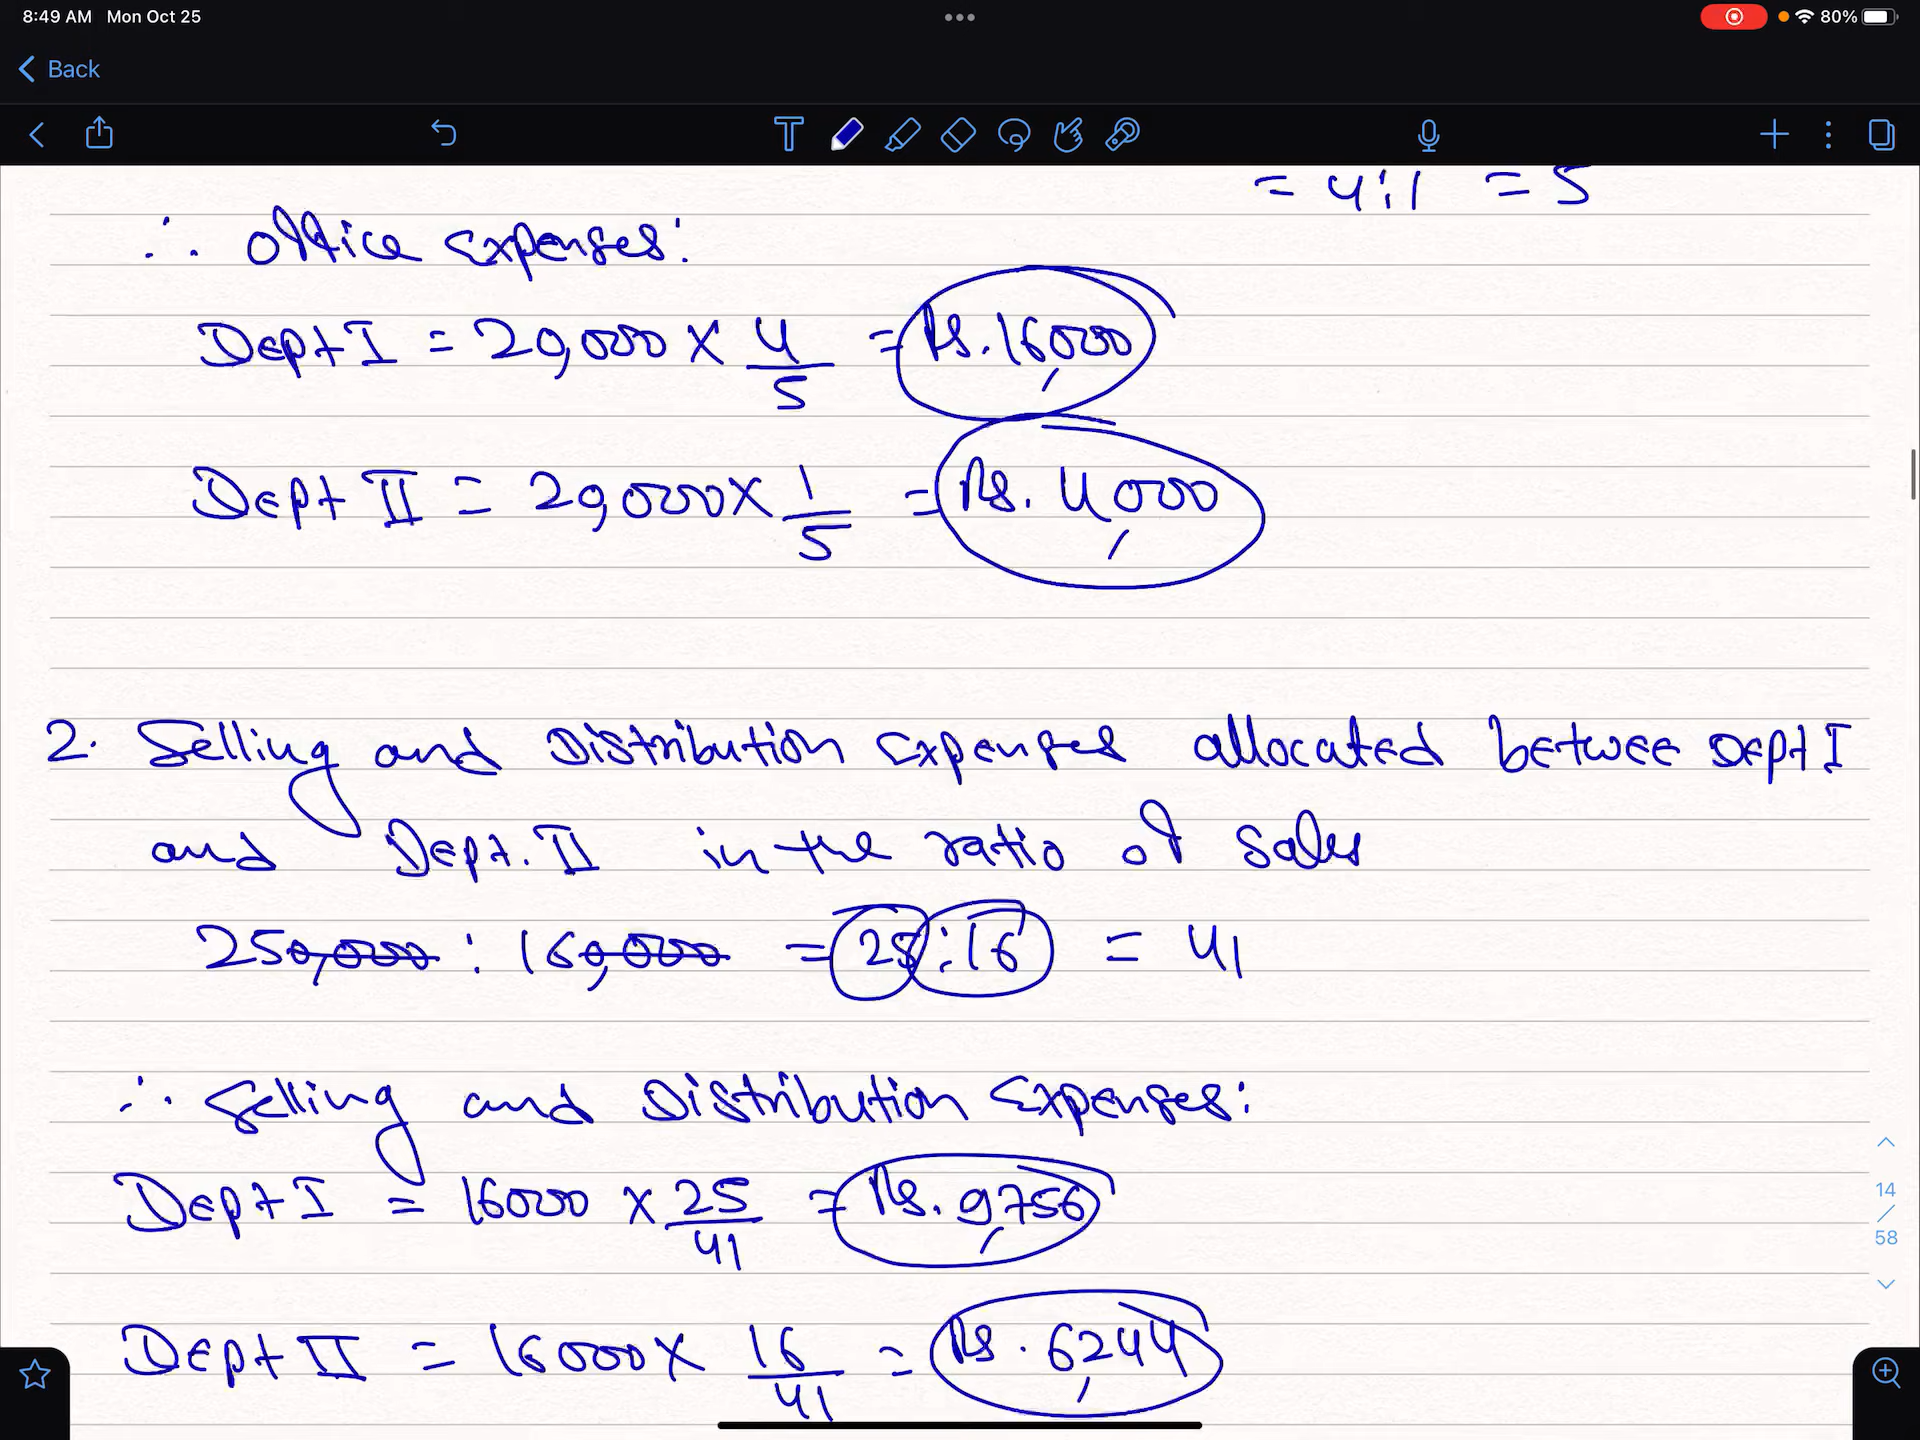 8:49 AM Mon Oct 25
80%
Back
= 4:1 = 5
∴ Office Expenses:
Dept I = 20,000 × 4/5 = Rs. 16,000
Dept II = 20,000 × 1/5 = Rs. 4,000
2. Selling and Distribution Expenses allocated betwee Dept I
and Dept. II in the ratio of sales
250,000 : 160,000 = 25:16 = 41
∴ Selling and Distribution Expenses:
Dept I = 16000 × 25/41 = Rs. 9,756
14
/
58
Dept II = 16000 × 16/41 = Rs. 6,244